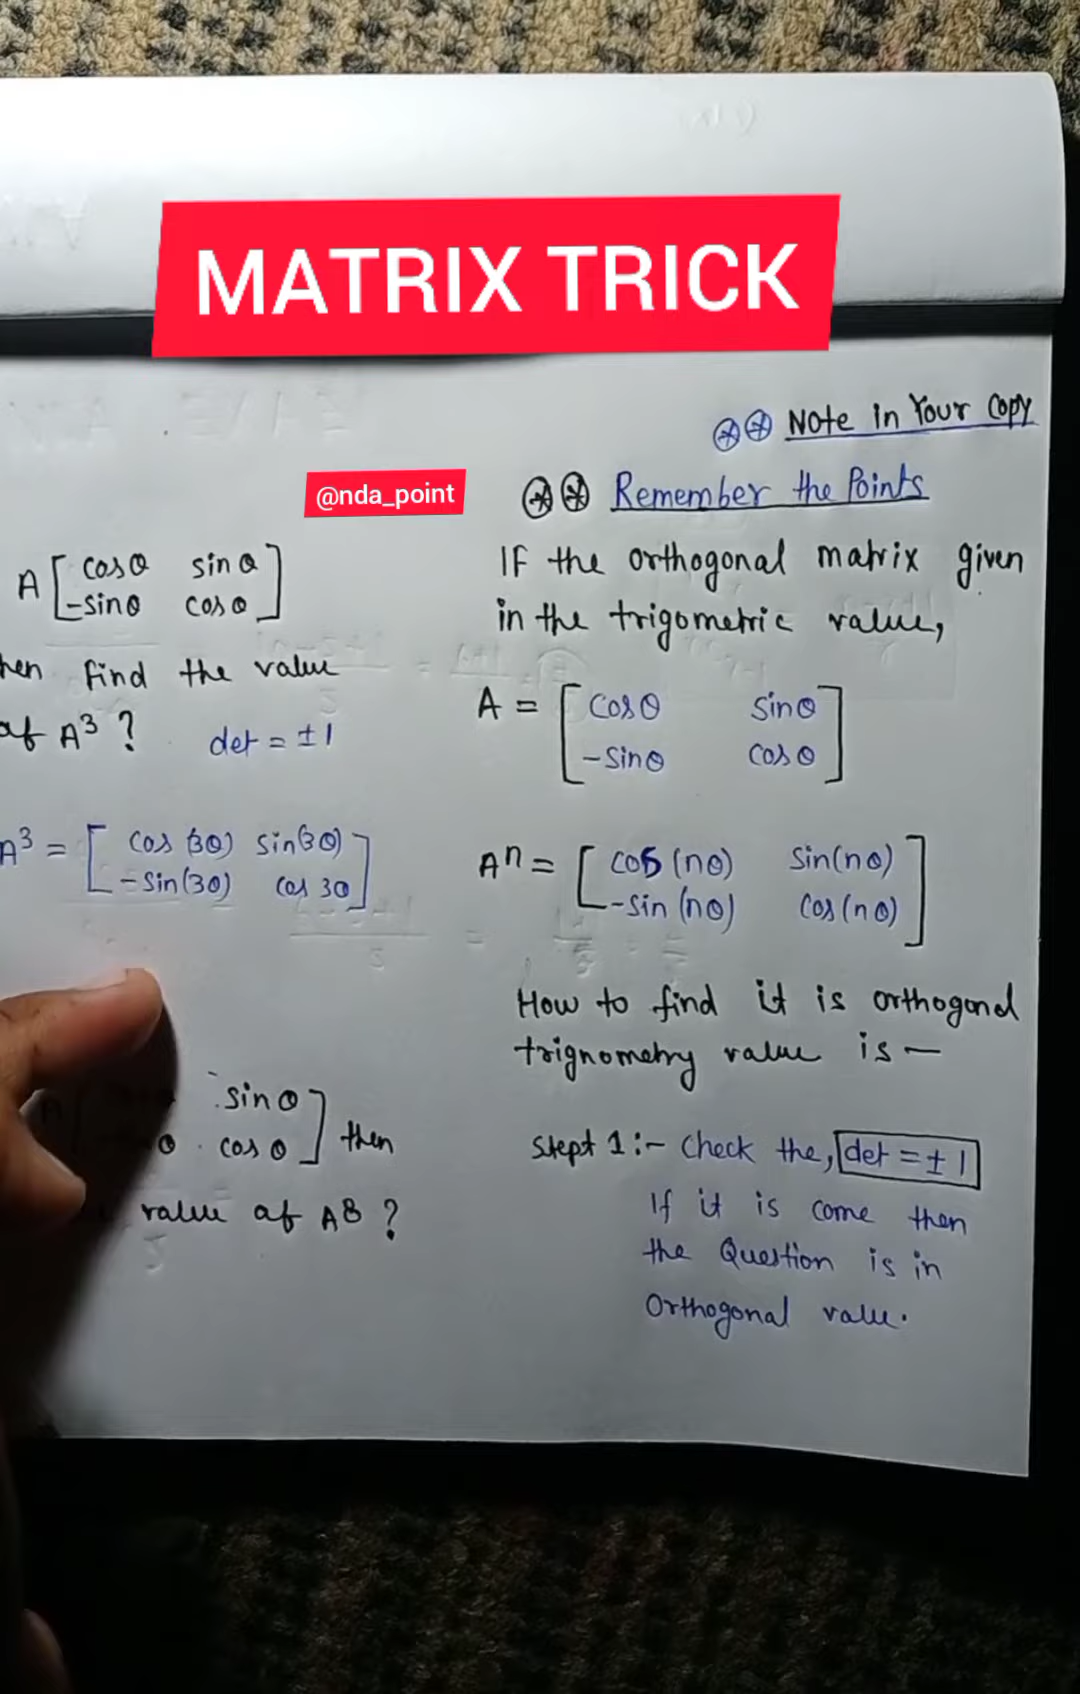 MATRIX TRICK
@nda_point
A [ cosθ sinθ ]
[ -sinθ cosθ ]
find the value
of A³ ?
det = ±1
A³ = [ cos (3θ) sin(3θ) ]
[ -sin(3θ) cos 3θ ]
sinθ ]
θ cosθ ] then
value of A8 ?
Note in Your Copy
Remember the Points
IF the orthogonal matrix given
in the trigometric value,
A = [ cosθ sinθ ]
[ -sinθ cosθ ]
Aⁿ = [ cos (nθ) sin(nθ) ]
[ -sin (nθ) cos(nθ) ]
How to find it is orthogonal
trignometry value is —
Stept 1 :- Check the, det = ±1
If it is come then
the Question is in
Orthogonal value.